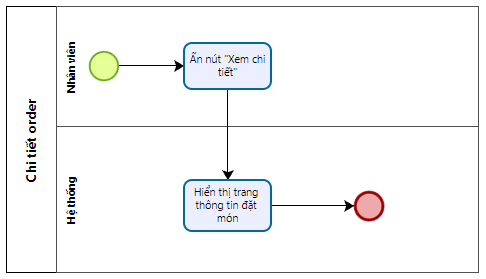 Chi tiết order
Nhân viên
Ấn nút "Xem chi
tiết"
Hệ thống
Hiển thị trang
thông tin đặt
món